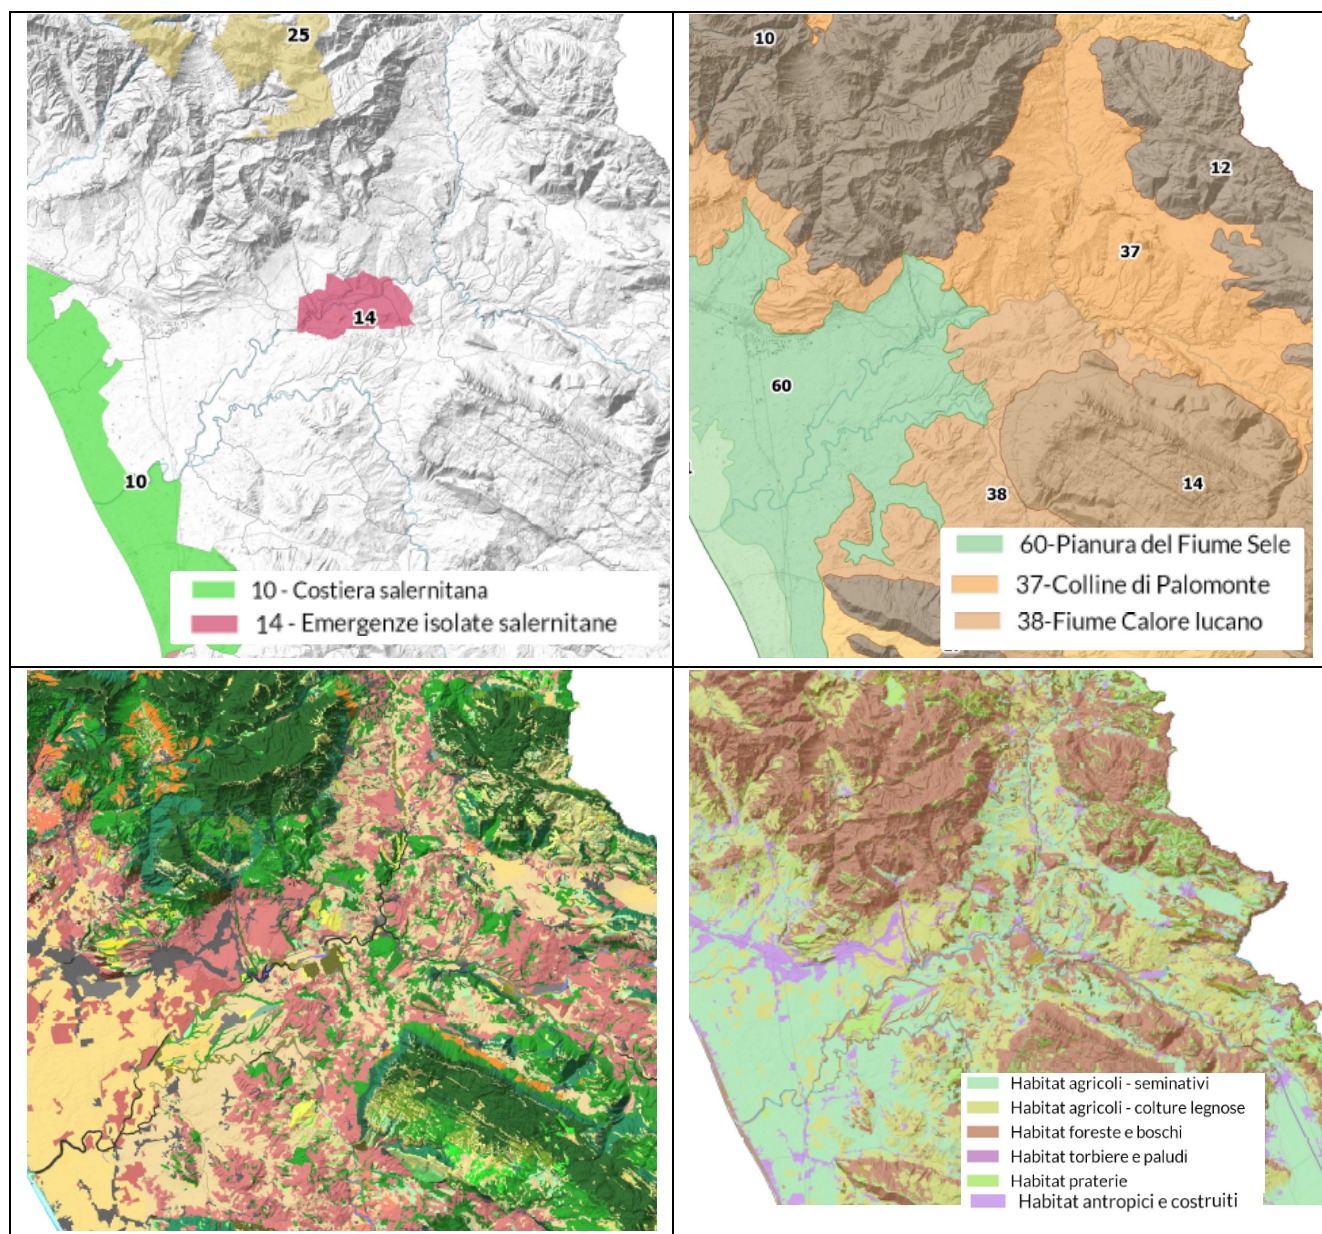 25
14
10
10 - Costiera salernitana
14 - Emergenze isolate salernitane
10
12
37
60
14
38
60-Pianura del Fiume Sele
37-Colline di Palomonte
38-Fiume Calore lucano
Habitat agricoli - seminativi
Habitat agricoli - colture legnose
Habitat foreste e boschi
Habitat torbiere e paludi
Habitat praterie
Habitat antropici e costruiti